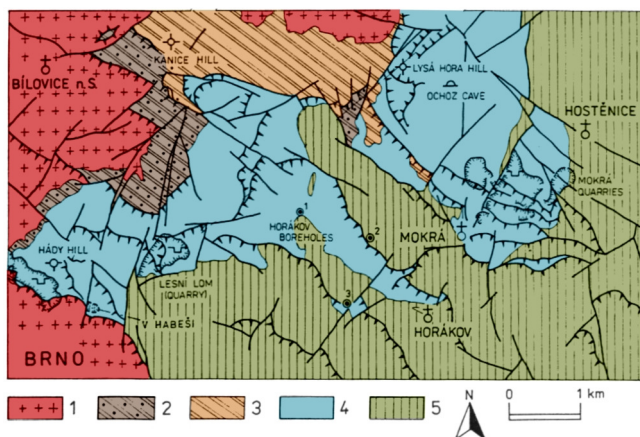 KANICE HILL
BÍLOVICE n.S.
LYSÁ HORA HILL
OCHOZ CAVE
HOSTĚNICE
MOKRÁ
QUARRIES
1
HORÁKOV
BOREHOLES
2
MOKRÁ
HÁDY HILL
LESNÍ LOM
(QUARRY)
3
V HABEŠI
HORÁKOV
BRNO
1 2 3 4 5
N
0 1 km